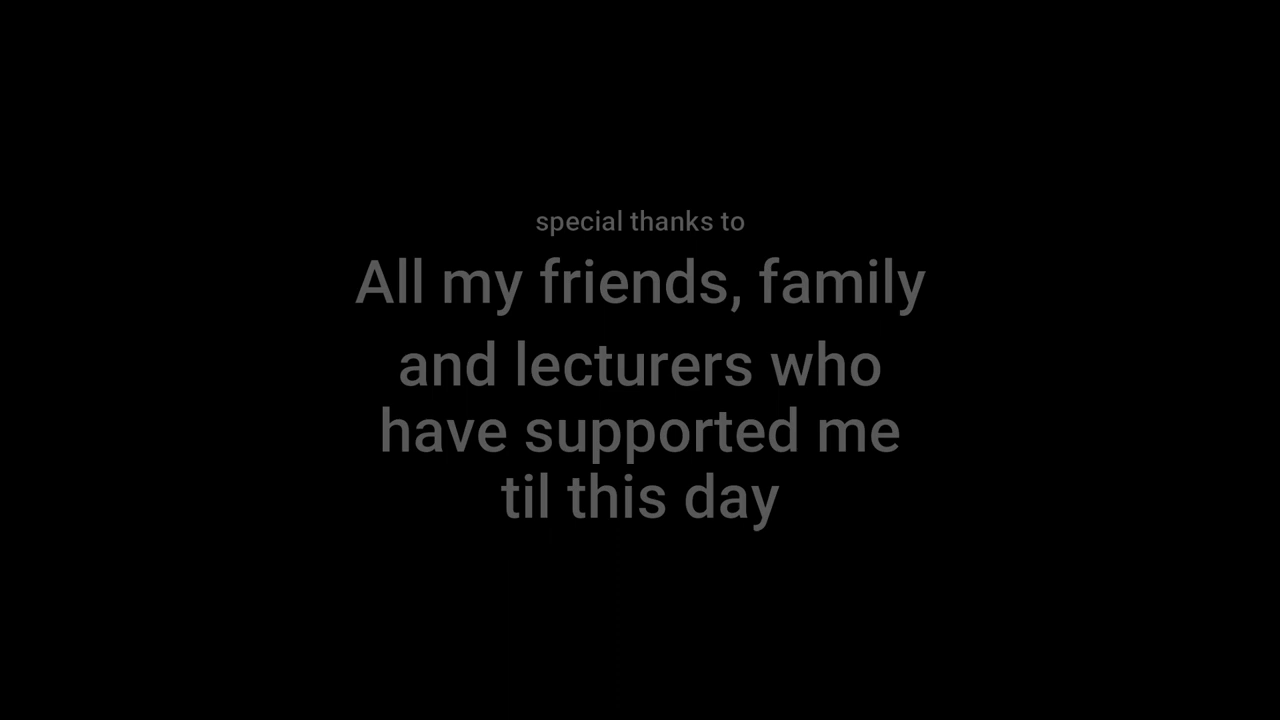 special thanks to
All my friends, family
and lecturers who
have supported me
til this day